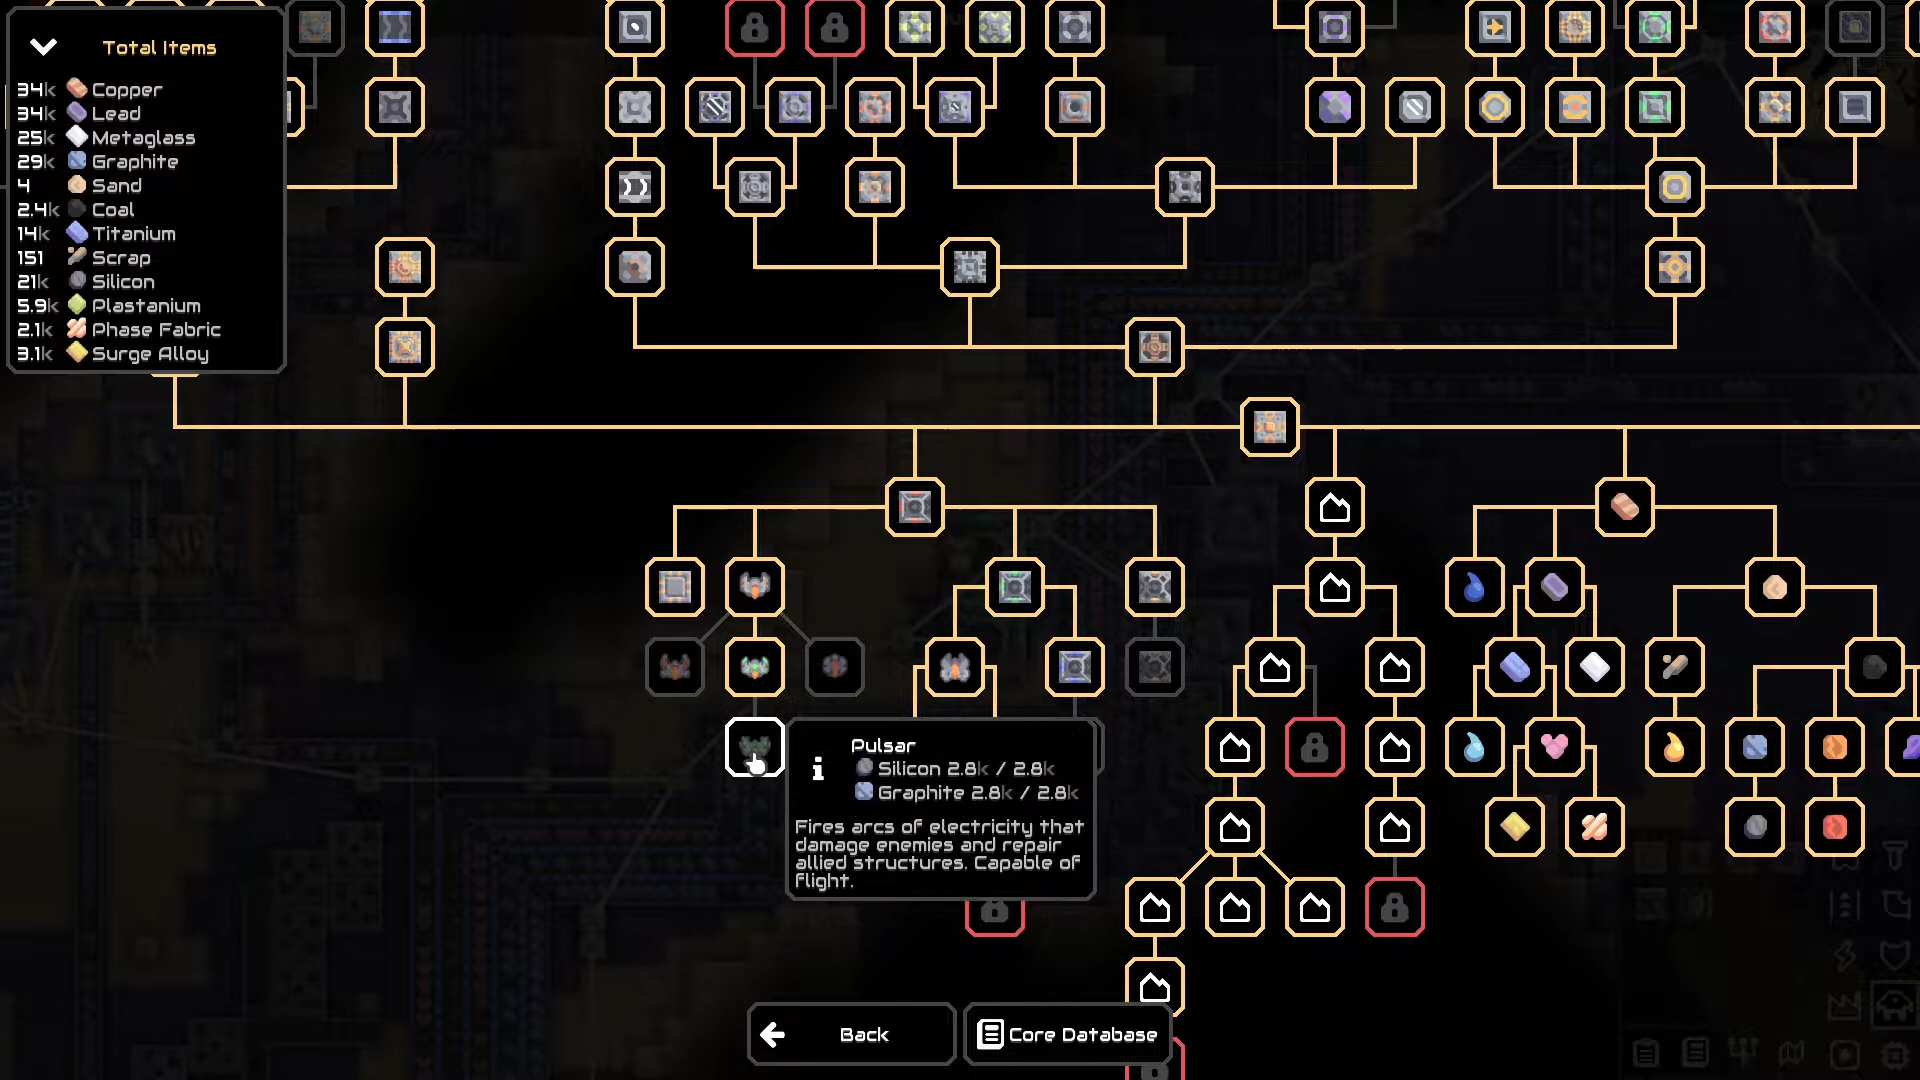 Total Items
34k Copper
34k Lead
25k Metaglass
29k Graphite
4 Sand
2.4k Coal
14k Titanium
151 Scrap
21k Silicon
5.9k Plastanium
2.1k Phase Fabric
3.1k Surge Alloy
Pulsar
Silicon 2.8k / 2.8k
Graphite 2.8k / 2.8k
Fires arcs of electricity that
damage enemies and repair
allied structures. Capable of
flight.
Back
Core Database